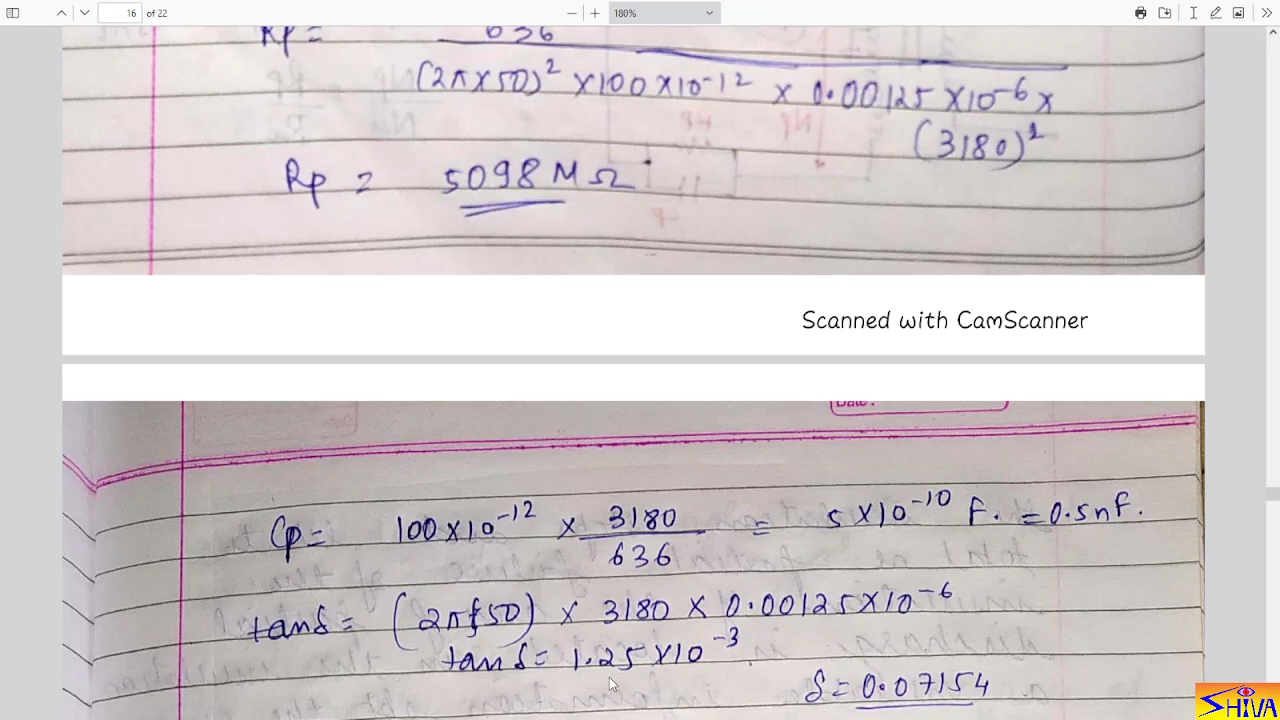 16 of 22
180%
Rp = 636
(2π×50)² ×100×10⁻¹² × 0.00125×10⁻⁶×
(3180)²
Rp = 5098 MΩ
Scanned with CamScanner
Date:
Cp = 100×10⁻¹² × 3180/636 = 5×10⁻¹⁰ F. = 0.5nF.
tanδ = (2πf50) × 3180 × 0.00125×10⁻⁶
tanδ = 1.25×10⁻³
δ = 0.07154
SHIVA